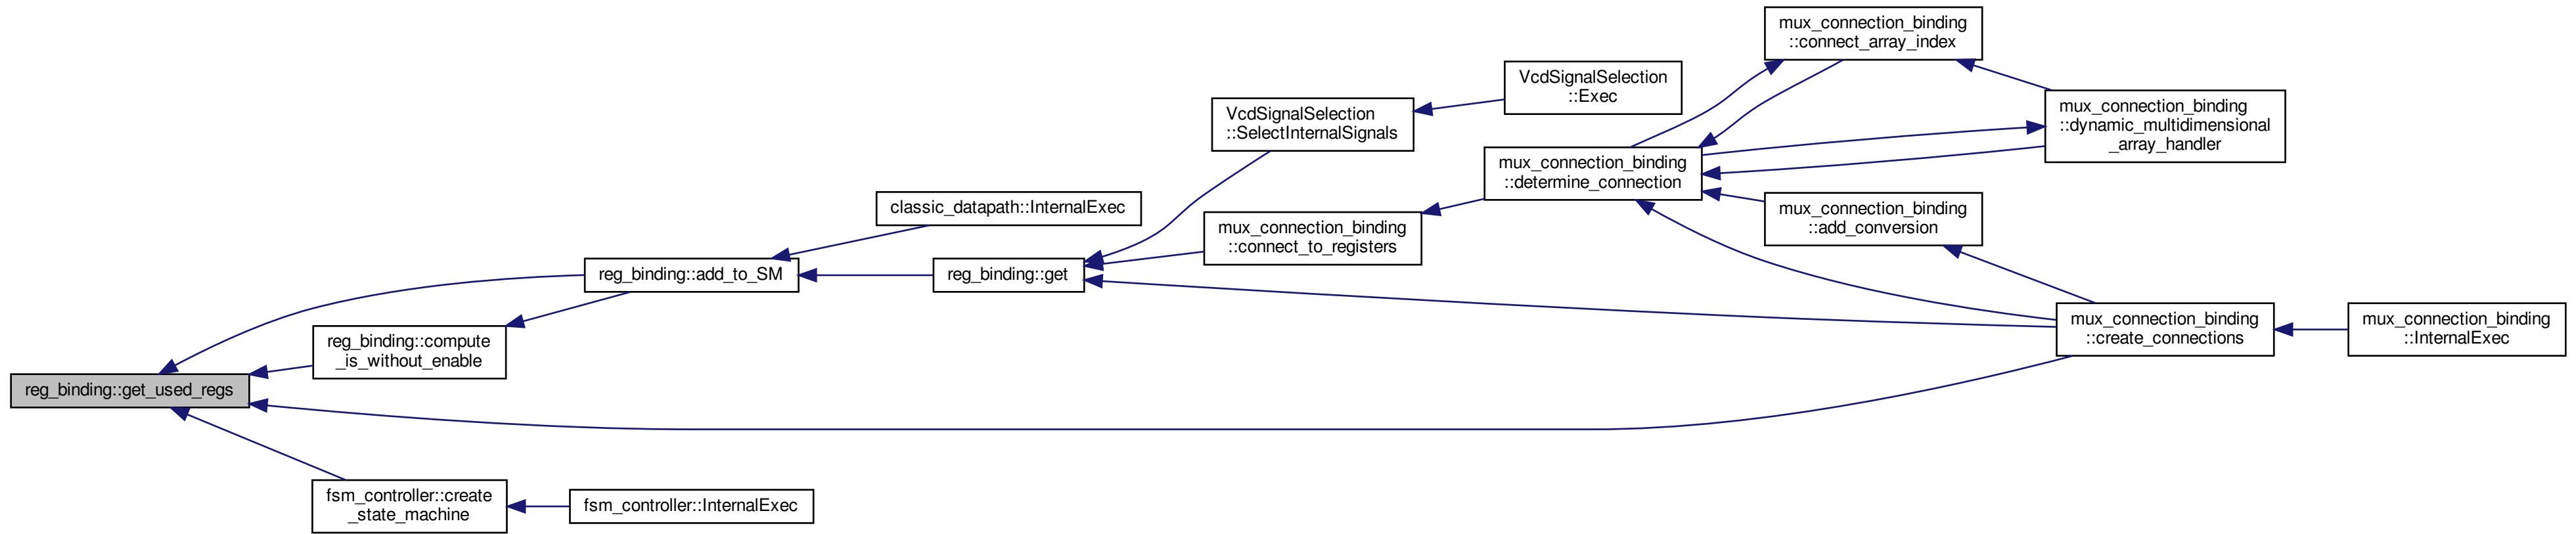 mux_connection_binding
::connect_array_index
VcdSignalSelection
::Exec
VcdSignalSelection
::SelectInternalSignals
mux_connection_binding
::dynamic_multidimensional
_array_handler
mux_connection_binding
::determine_connection
classic_datapath::InternalExec
mux_connection_binding
::add_conversion
mux_connection_binding
::connect_to_registers
reg_binding::add_to_SM
reg_binding::get
mux_connection_binding
::create_connections
mux_connection_binding
::InternalExec
reg_binding::compute
_is_without_enable
reg_binding::get_used_regs
fsm_controller::create
_state_machine
fsm_controller::InternalExec